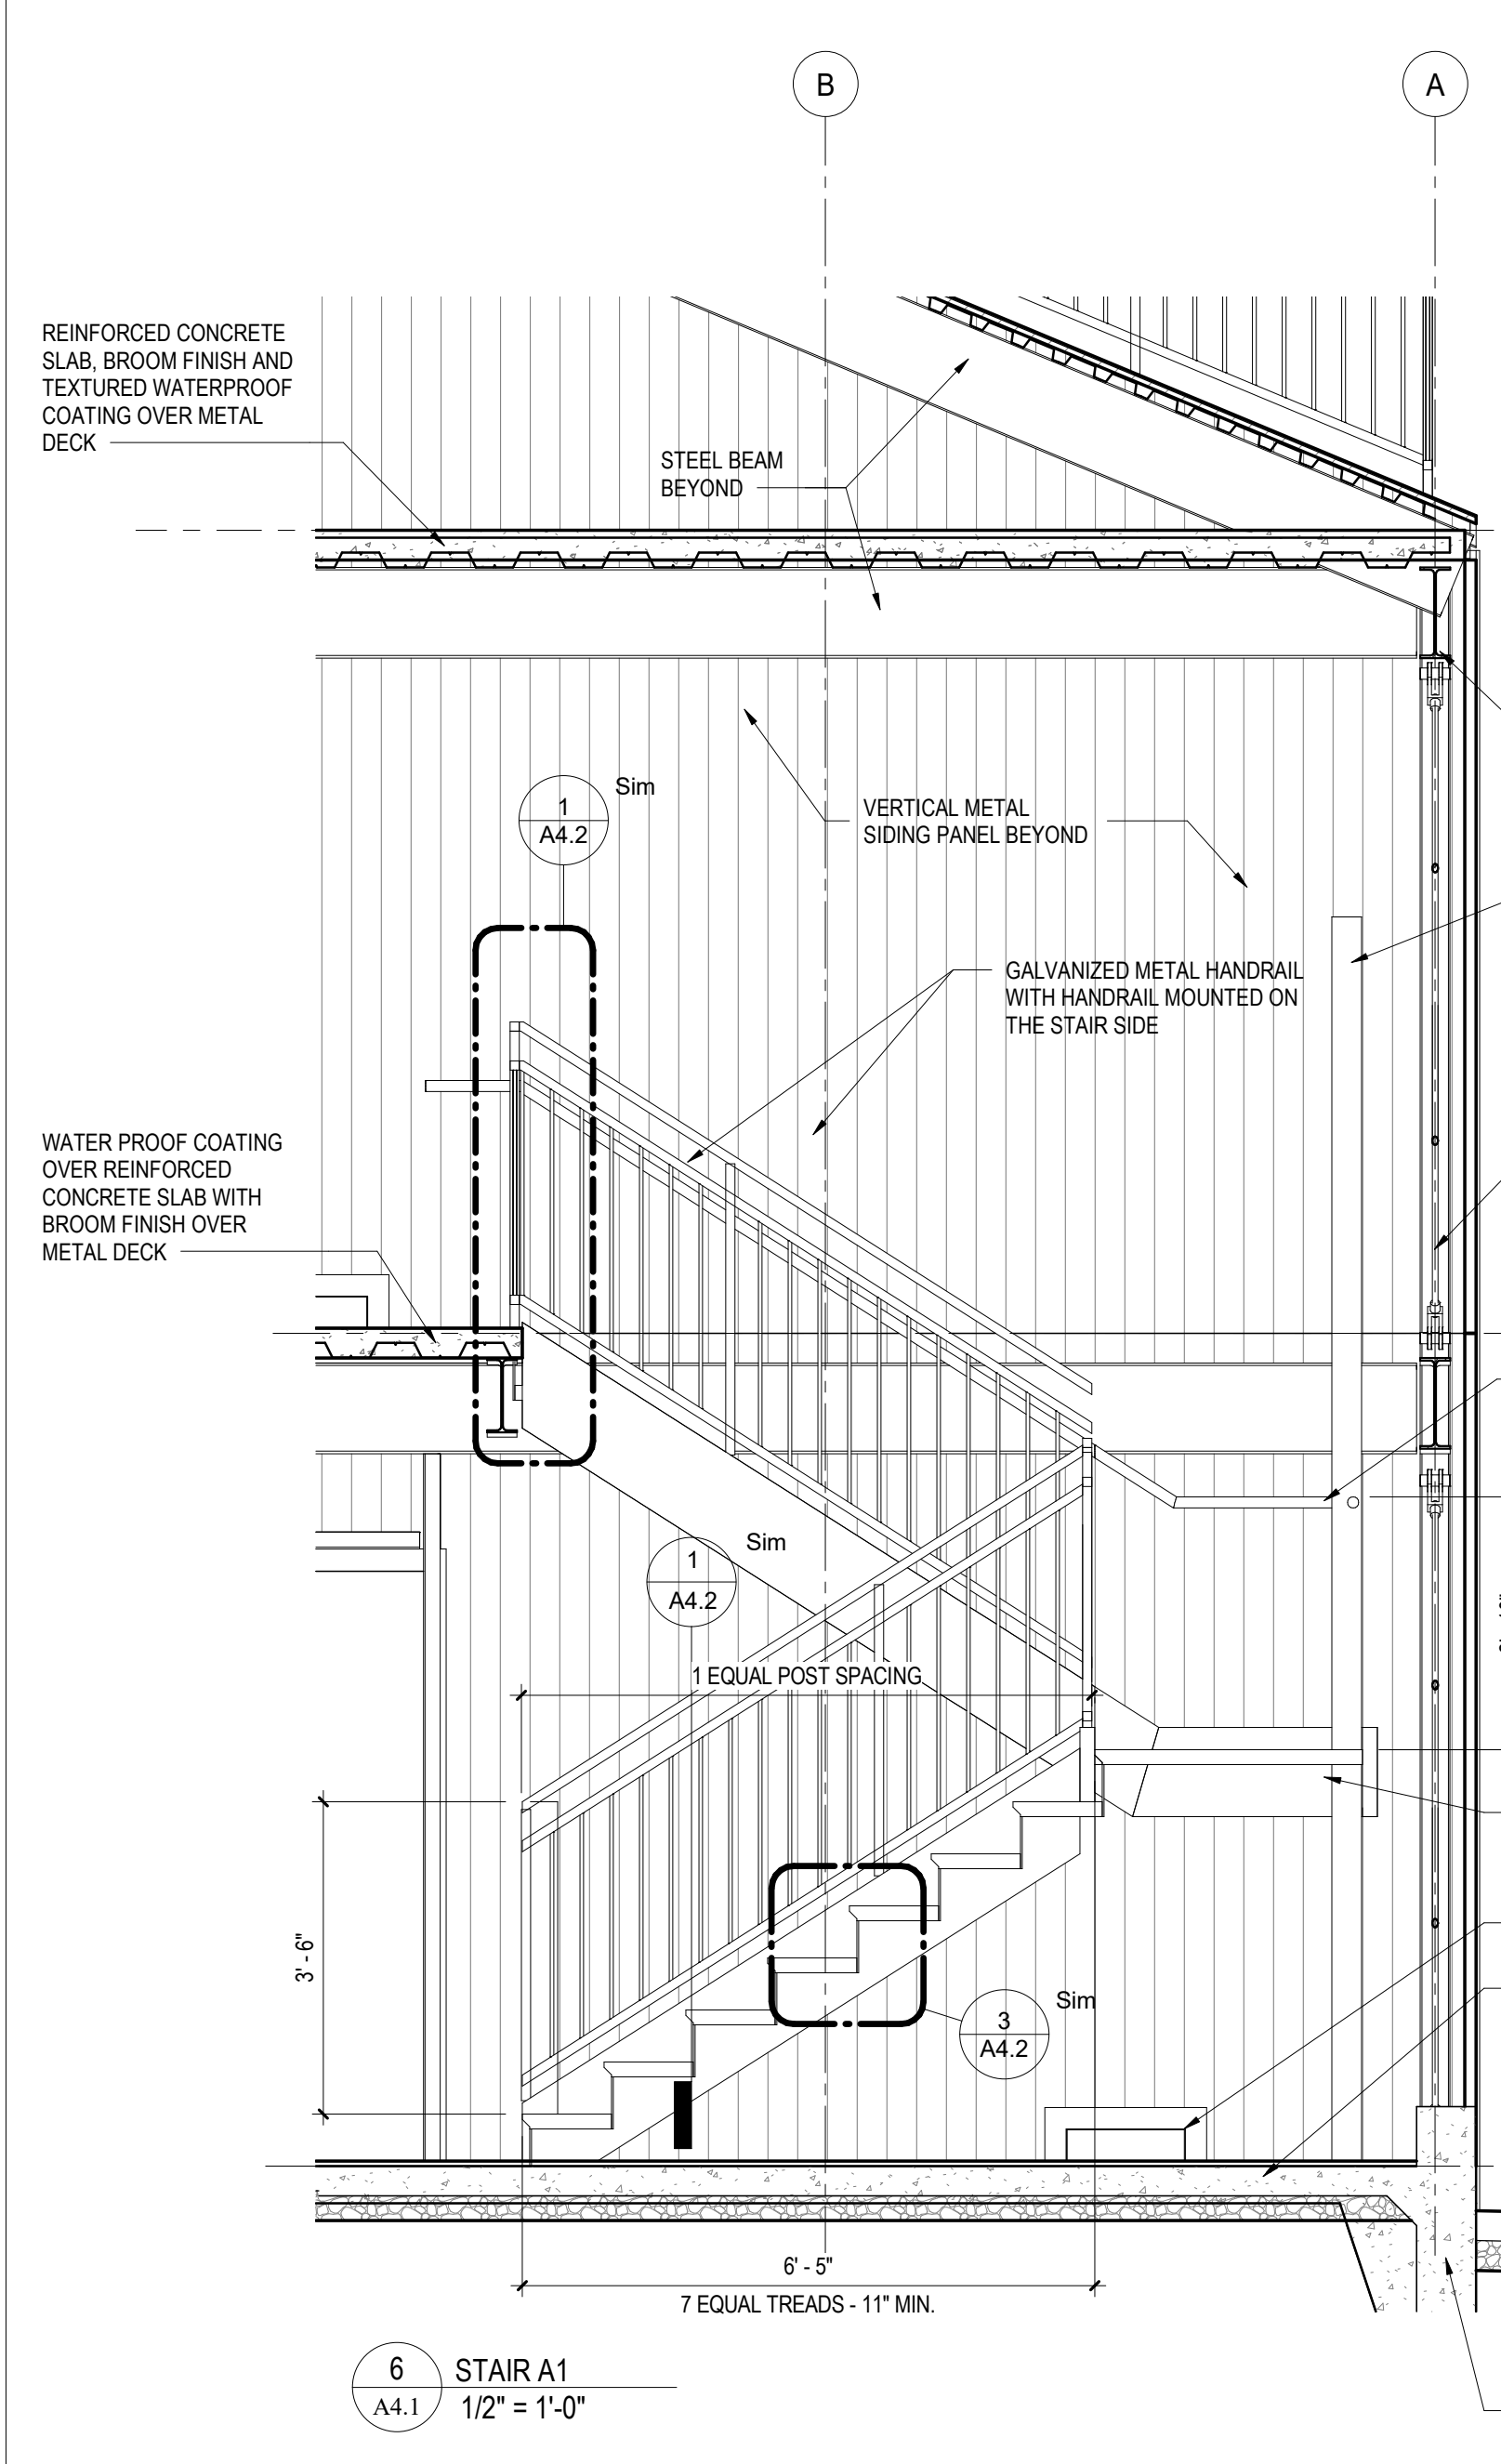 B
A
REINFORCED CONCRETE
SLAB, BROOM FINISH AND
TEXTURED WATERPROOF
COATING OVER METAL
DECK
STEEL BEAM
BEYOND
1
A4.2
Sim
VERTICAL METAL
SIDING PANEL BEYOND
GALVANIZED METAL HANDRAIL
WITH HANDRAIL MOUNTED ON
THE STAIR SIDE
WATER PROOF COATING
OVER REINFORCED
CONCRETE SLAB WITH
BROOM FINISH OVER
METAL DECK
1
A4.2
Sim
1 EQUAL POST SPACING
3' - 6"
3
A4.2
Sim
6' - 5"
7 EQUAL TREADS - 11" MIN.
6
A4.1
STAIR A1
1/2" = 1'-0"